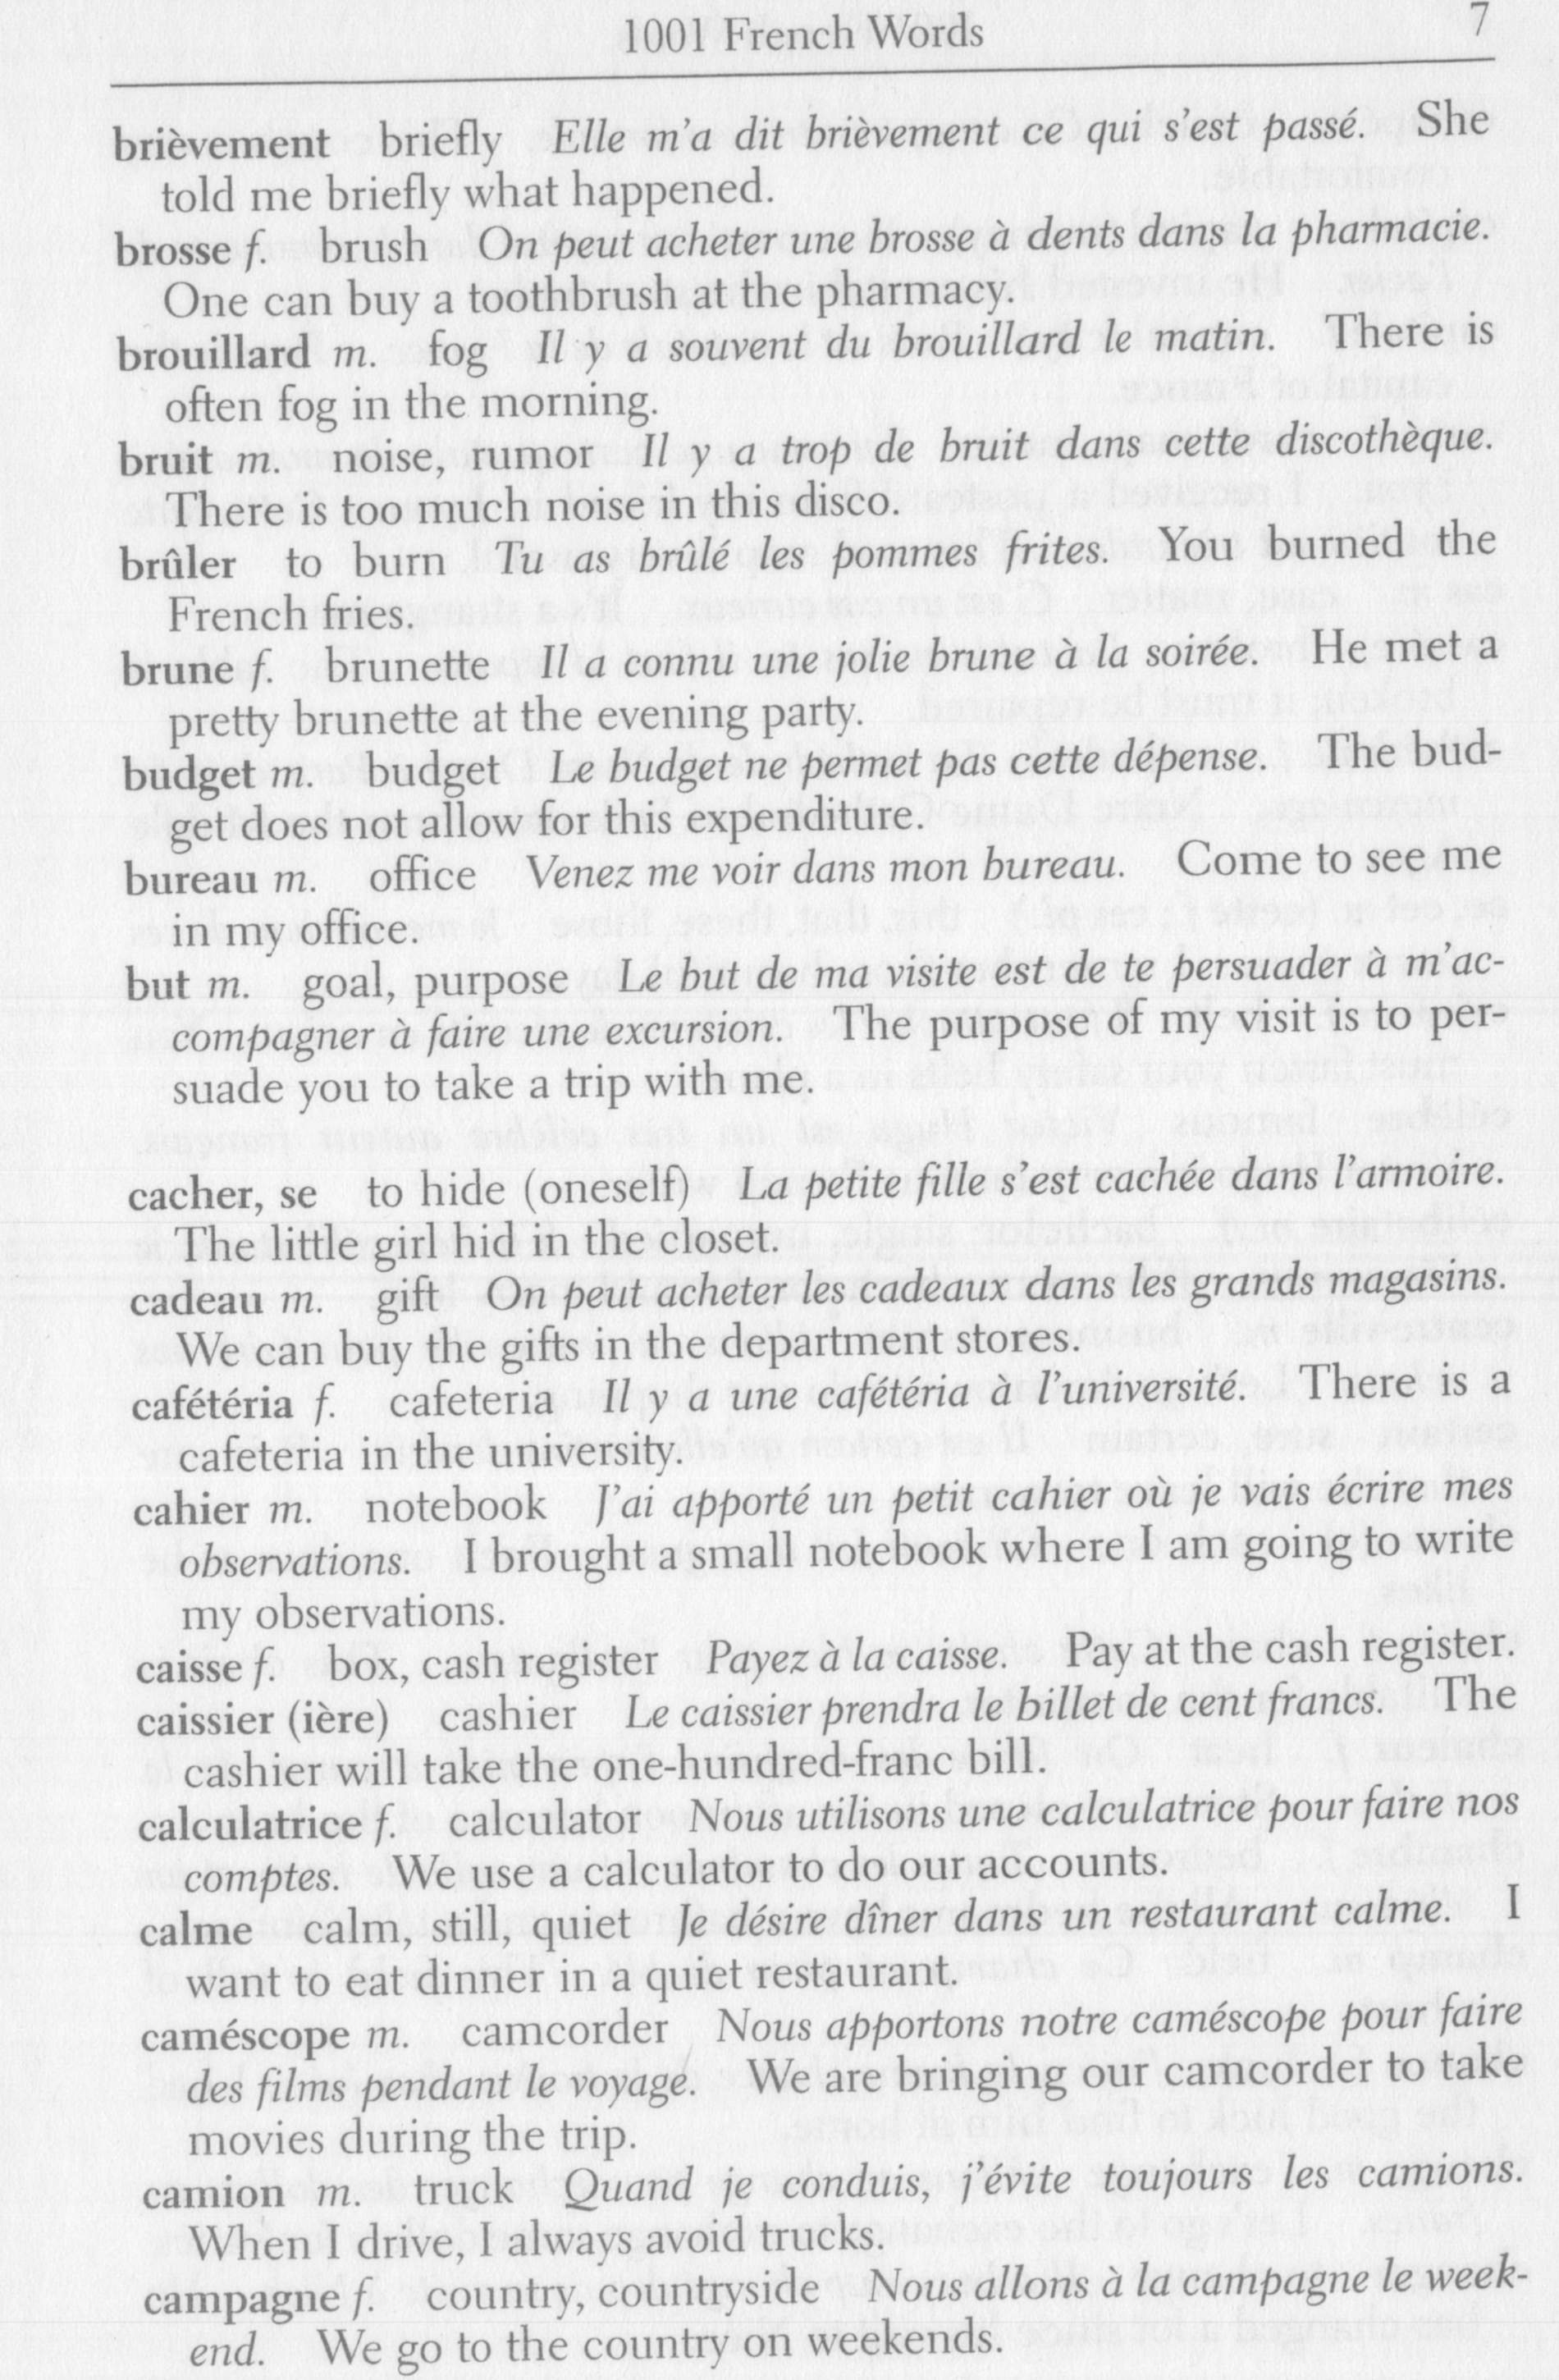 1001 French Words 7
brièvement briefly Elle m'a dit brièvement ce qui s'est passé. She
told me briefly what happened.
brosse f. brush On peut acheter une brosse à dents dans la pharmacie.
One can buy a toothbrush at the pharmacy.
brouillard m. fog Il y a souvent du brouillard le matin. There is
often fog in the morning.
bruit m. noise, rumor Il y a trop de bruit dans cette discothèque.
There is too much noise in this disco.
brûler to burn Tu as brûlé les pommes frites. You burned the
French fries.
brune f. brunette Il a connu une jolie brune à la soirée. He met a
pretty brunette at the evening party.
budget m. budget Le budget ne permet pas cette dépense. The bud-
get does not allow for this expenditure.
bureau m. office Venez me voir dans mon bureau. Come to see me
in my office.
but m. goal, purpose Le but de ma visite est de te persuader à m'ac-
compagner à faire une excursion. The purpose of my visit is to per-
suade you to take a trip with me.
cacher, se to hide (oneself) La petite fille s'est cachée dans l'armoire.
The little girl hid in the closet.
cadeau m. gift On peut acheter les cadeaux dans les grands magasins.
We can buy the gifts in the department stores.
cafétéria f. cafeteria Il y a une cafétéria à l'université. There is a
cafeteria in the university.
cahier m. notebook J'ai apporté un petit cahier où je vais écrire mes
observations. I brought a small notebook where I am going to write
my observations.
caisse f. box, cash register Payez à la caisse. Pay at the cash register.
caissier (ière) cashier Le caissier prendra le billet de cent francs. The
cashier will take the one-hundred-franc bill.
calculatrice f. calculator Nous utilisons une calculatrice pour faire nos
comptes. We use a calculator to do our accounts.
calme calm, still, quiet Je désire dîner dans un restaurant calme. I
want to eat dinner in a quiet restaurant.
caméscope m. camcorder Nous apportons notre caméscope pour faire
des films pendant le voyage. We are bringing our camcorder to take
movies during the trip.
camion m. truck Quand je conduis, j'évite toujours les camions.
When I drive, I always avoid trucks.
campagne f. country, countryside Nous allons à la campagne le week-
end. We go to the country on weekends.